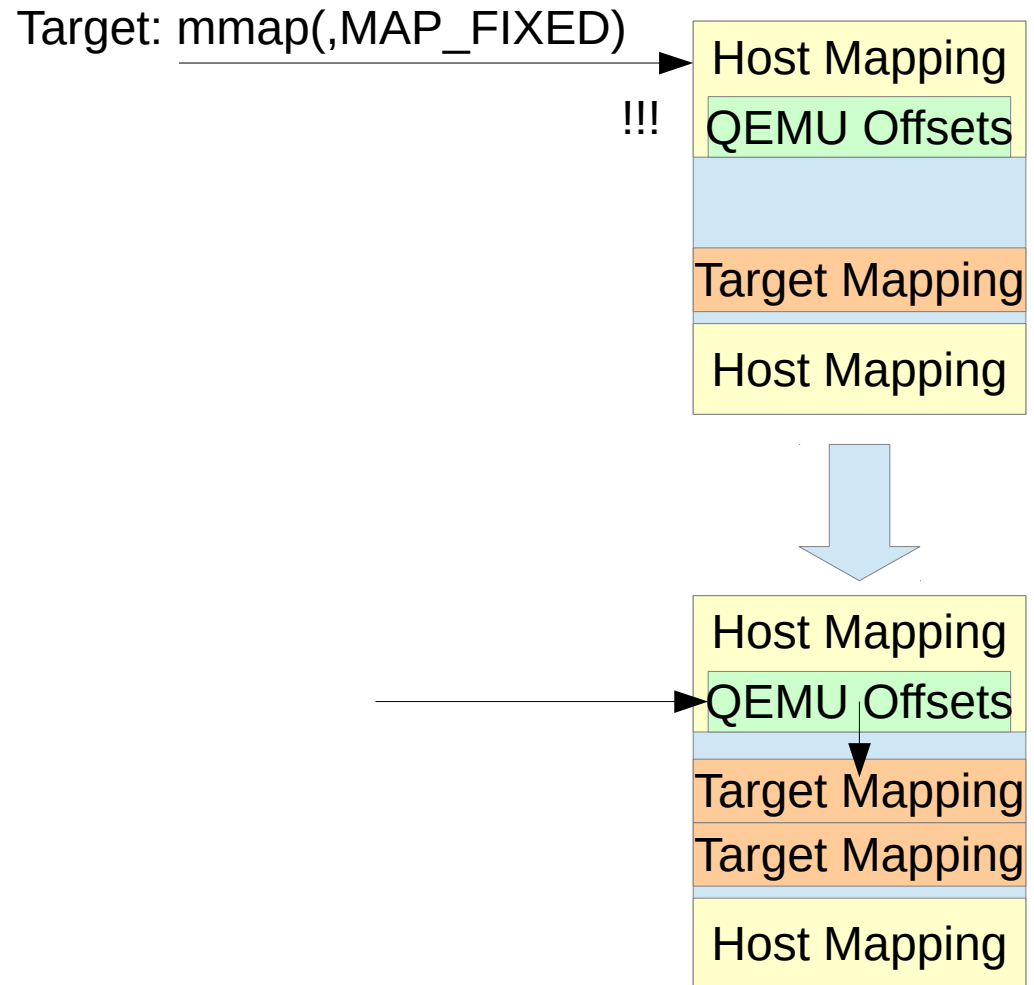 Target: mmap(,MAP_FIXED)
Host Mapping
!!!
QEMU Offsets
Target Mapping
Host Mapping
Host Mapping
QEMU Offsets
Target Mapping
Target Mapping
Host Mapping